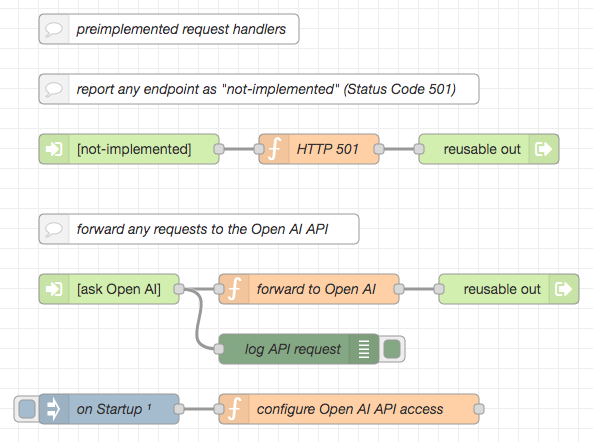 preimplemented request handlers
report any endpoint as "not-implemented" (Status Code 501)
[not-implemented] HTTP 501 reusable out
forward any requests to the Open AI API
[ask Open AI] forward to Open AI reusable out
log API request
on Startup ¹ configure Open AI API access